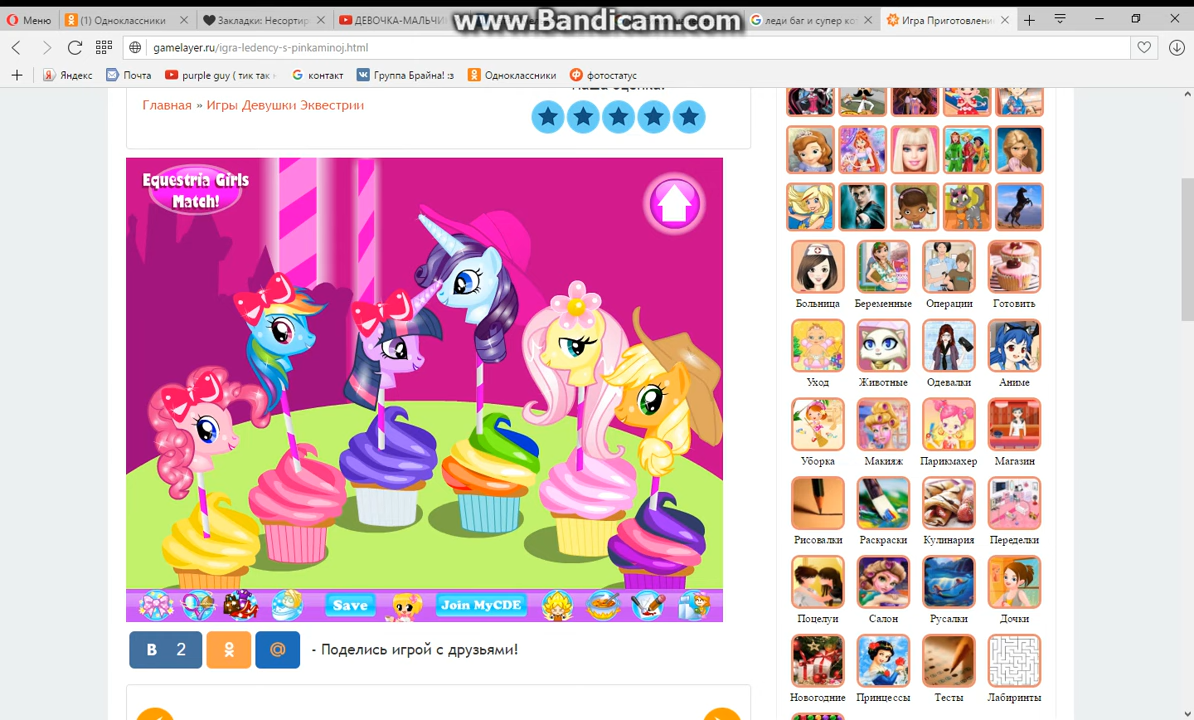 www.Bandicam.com
Меню
(1) Одноклассники
Закладки: Несортир
ДЕВОЧКА-МАЛЬЧИ
леди баг и супер ко
Игра Приготовлени
gamelayer.ru/igra-ledency-s-pinkaminoj.html
Яндекс
Почта
purple guy ( тик так
контакт
Группа Брайна! :з
Одноклассники
фотостатус
Главная » Игры Девушки Эквестрии
Equestria Girls
Match!
Save
Join MyCDE
B 2
- Поделись игрой с друзьями!
Больница
Беременные
Операции
Готовить
Уход
Животные
Одевалки
Аниме
Уборка
Макияж
Парикмахер
Магазин
Рисовалки
Раскраски
Кулинария
Переделки
Поцелуи
Салон
Русалки
Дочки
Новогодние
Принцессы
Тесты
Лабиринты